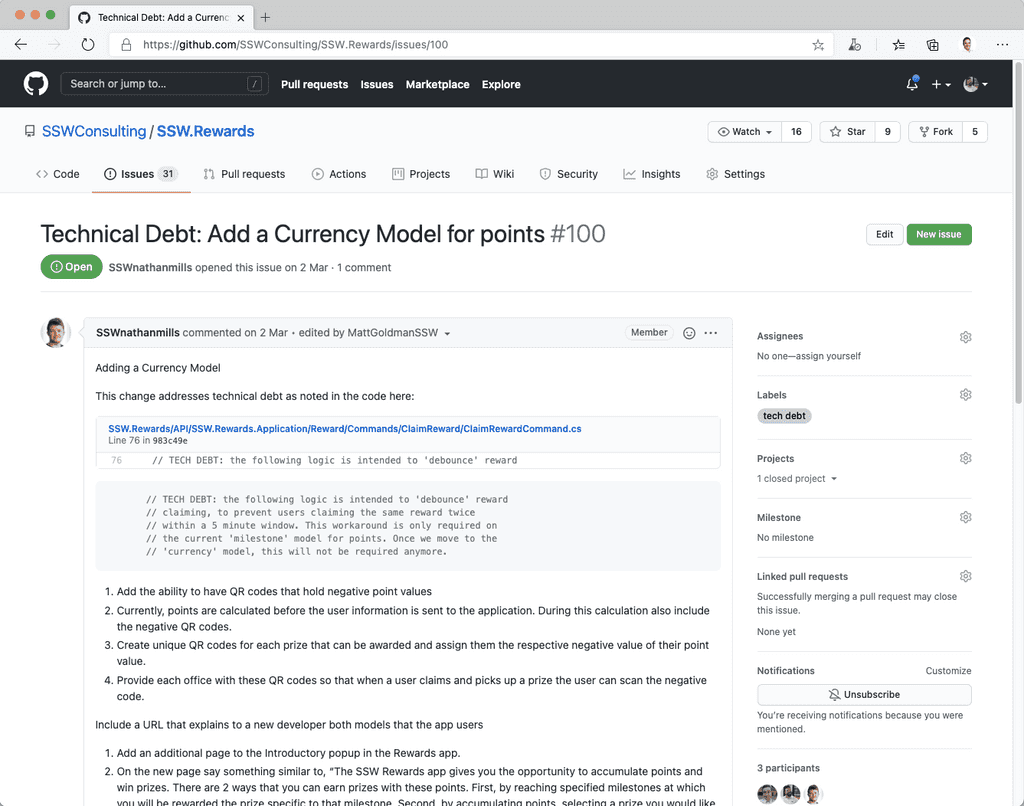 Technical Debt: Add a Currenc
https://github.com/SSWConsulting/SSW.Rewards/issues/100
Search or jump to... /
Pull requests Issues Marketplace Explore
SSWConsulting / SSW.Rewards
Watch 16 Star 9 Fork 5
Code Issues 31 Pull requests Actions Projects Wiki Security Insights Settings
Technical Debt: Add a Currency Model for points #100
Edit New issue
Open SSWnathanmills opened this issue on 2 Mar · 1 comment
SSWnathanmills commented on 2 Mar • edited by MattGoldmanSSW
Member
Adding a Currency Model
This change addresses technical debt as noted in the code here:
SSW.Rewards/API/SSW.Rewards.Application/Reward/Commands/ClaimReward/ClaimRewardCommand.cs
Line 76 in 983c49e
76 // TECH DEBT: the following logic is intended to 'debounce' reward
// TECH DEBT: the following logic is intended to 'debounce' reward
// claiming, to prevent users claiming the same reward twice
// within a 5 minute window. This workaround is only required on
// the current 'milestone' model for points. Once we move to the
// 'currency' model, this will not be required anymore.
1. Add the ability to have QR codes that hold negative point values
2. Currently, points are calculated before the user information is sent to the application. During this calculation also include
the negative QR codes.
3. Create unique QR codes for each prize that can be awarded and assign them the respective negative value of their point
value.
4. Provide each office with these QR codes so that when a user claims and picks up a prize the user can scan the negative
code.
Include a URL that explains to a new developer both models that the app users
1. Add an additional page to the Introductory popup in the Rewards app.
2. On the new page say something similar to, “The SSW Rewards app gives you the opportunity to accumulate points and
win prizes. There are 2 ways that you can earn prizes with these points. First, by reaching specified milestones at which
you will be rewarded the prize specific to that milestone. Second, by accumulating points, selecting a prize you would like
Assignees
No one—assign yourself
Labels
tech debt
Projects
1 closed project
Milestone
No milestone
Linked pull requests
Successfully merging a pull request may close
this issue.
None yet
Notifications Customize
Unsubscribe
You’re receiving notifications because you were
mentioned.
3 participants